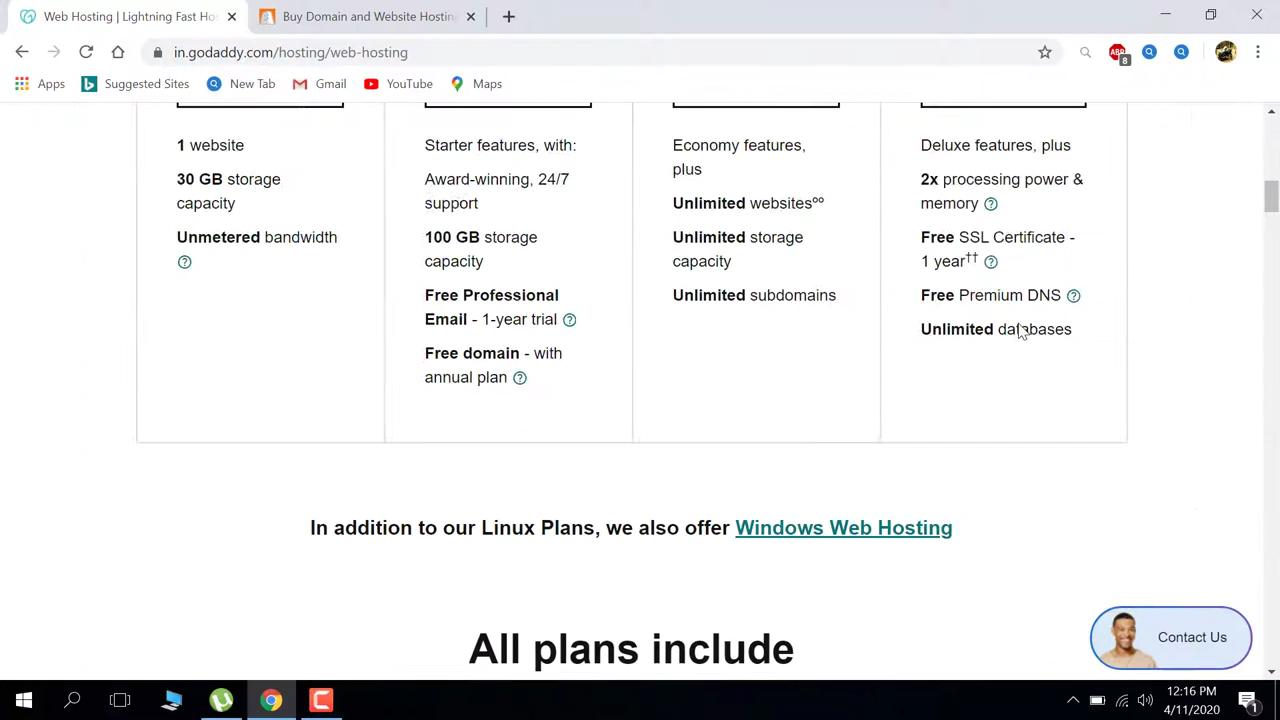 Web Hosting | Lightning Fast Ho
Buy Domain and Website Hosting
in.godaddy.com/hosting/web-hosting
ABP
8
Apps
Suggested Sites
New Tab
Gmail
YouTube
Maps
1 website
30 GB storage
capacity
Unmetered bandwidth
?
Starter features, with:
Award-winning, 24/7
support
100 GB storage
capacity
Free Professional
Email - 1-year trial ?
Free domain - with
annual plan ?
Economy features,
plus
Unlimited websitesºº
Unlimited storage
capacity
Unlimited subdomains
Deluxe features, plus
2x processing power &
memory ?
Free SSL Certificate -
1 year†† ?
Free Premium DNS ?
Unlimited databases
In addition to our Linux Plans, we also offer Windows Web Hosting
All plans include
Contact Us
12:16 PM
4/11/2020
1